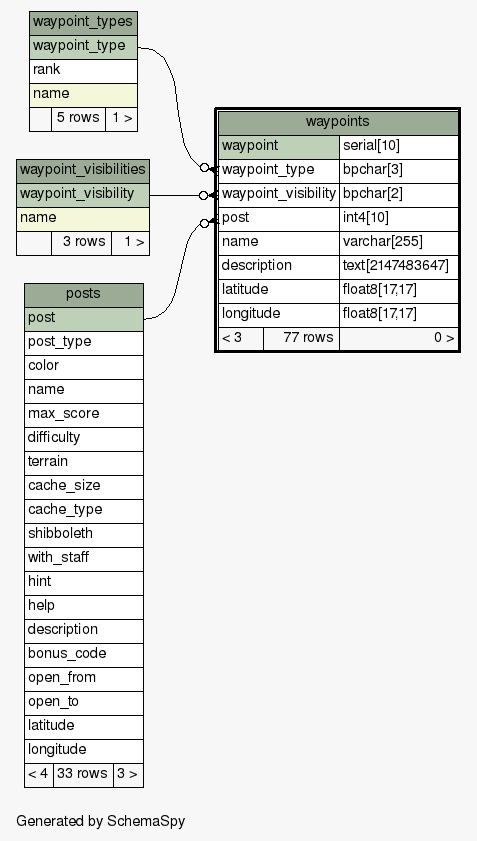 waypoint_types
waypoint_type
rank
name
5 rows 1 >
waypoint_visibilities
waypoint_visibility
name
3 rows 1 >
posts
post
post_type
color
name
max_score
difficulty
terrain
cache_size
cache_type
shibboleth
with_staff
hint
help
description
bonus_code
open_from
open_to
latitude
longitude
< 4 33 rows 3 >
waypoints
waypoint serial[10]
waypoint_type bpchar[3]
waypoint_visibility bpchar[2]
post int4[10]
name varchar[255]
description text[2147483647]
latitude float8[17,17]
longitude float8[17,17]
< 3 77 rows 0 >
Generated by SchemaSpy